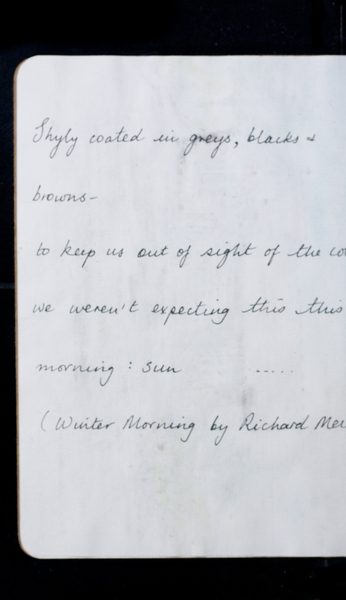 Shyly coated in greys, blacks &
browns-
to keep us out of sight of the
we weren't expecting this this
morning : sun .....
(Winter Morning by Richard